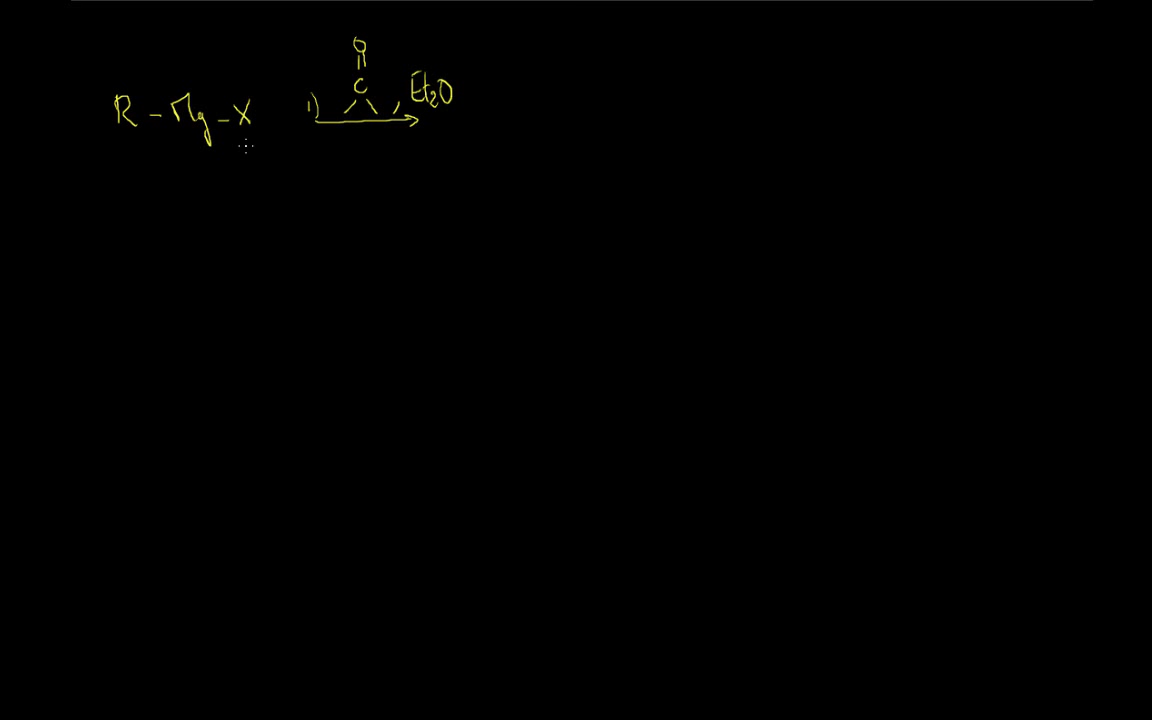 O
||
C
R - Mg - X 1) / \ , Et₂O